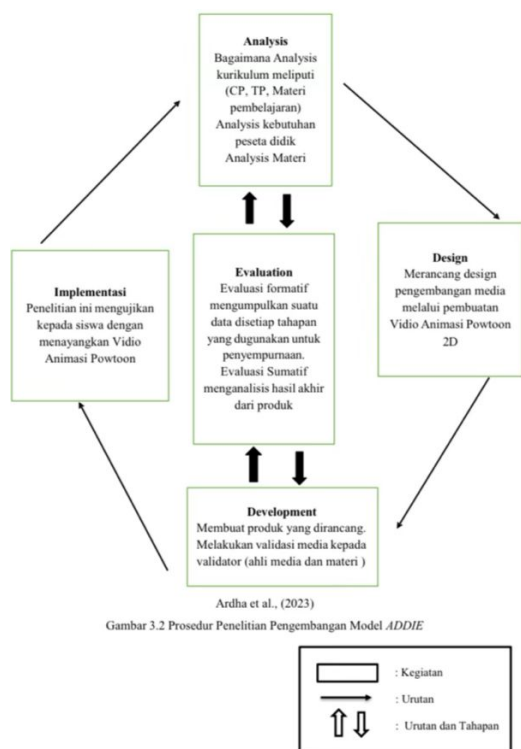 Analysis
Bagaimana Analysis
kurikulum meliputi
(CP, TP, Materi
pembelajaran)
Analysis kebutuhan
peseta didik
Analysis Materi
Implementasi
Penelitian ini mengujikan
kepada siswa dengan
menayangkan Vidio
Animasi Powtoon
Evaluation
Evaluasi formatif
mengumpulkan suatu
data disetiap tahapan
yang dugunakan untuk
penyempurnaan.
Evaluasi Sumatif
menganalisis hasil akhir
dari produk
Design
Merancang design
pengembangan media
melalui pembuatan
Vidio Animasi Powtoon
2D
Development
Membuat produk yang dirancang.
Melakukan validasi media kepada
validator (ahli media dan materi )
Ardha et al., (2023)
Gambar 3.2 Prosedur Penelitian Pengembangan Model ADDIE
: Kegiatan
: Urutan
: Urutan dan Tahapan